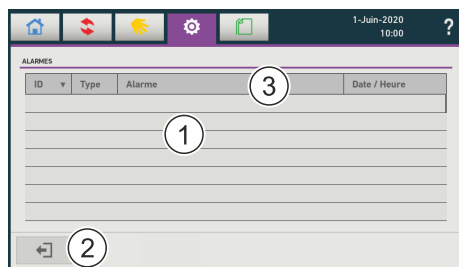 1-Juin-2020
10:00
?
ALARMES
ID ▼ Type Alarme 3 Date / Heure
1
2